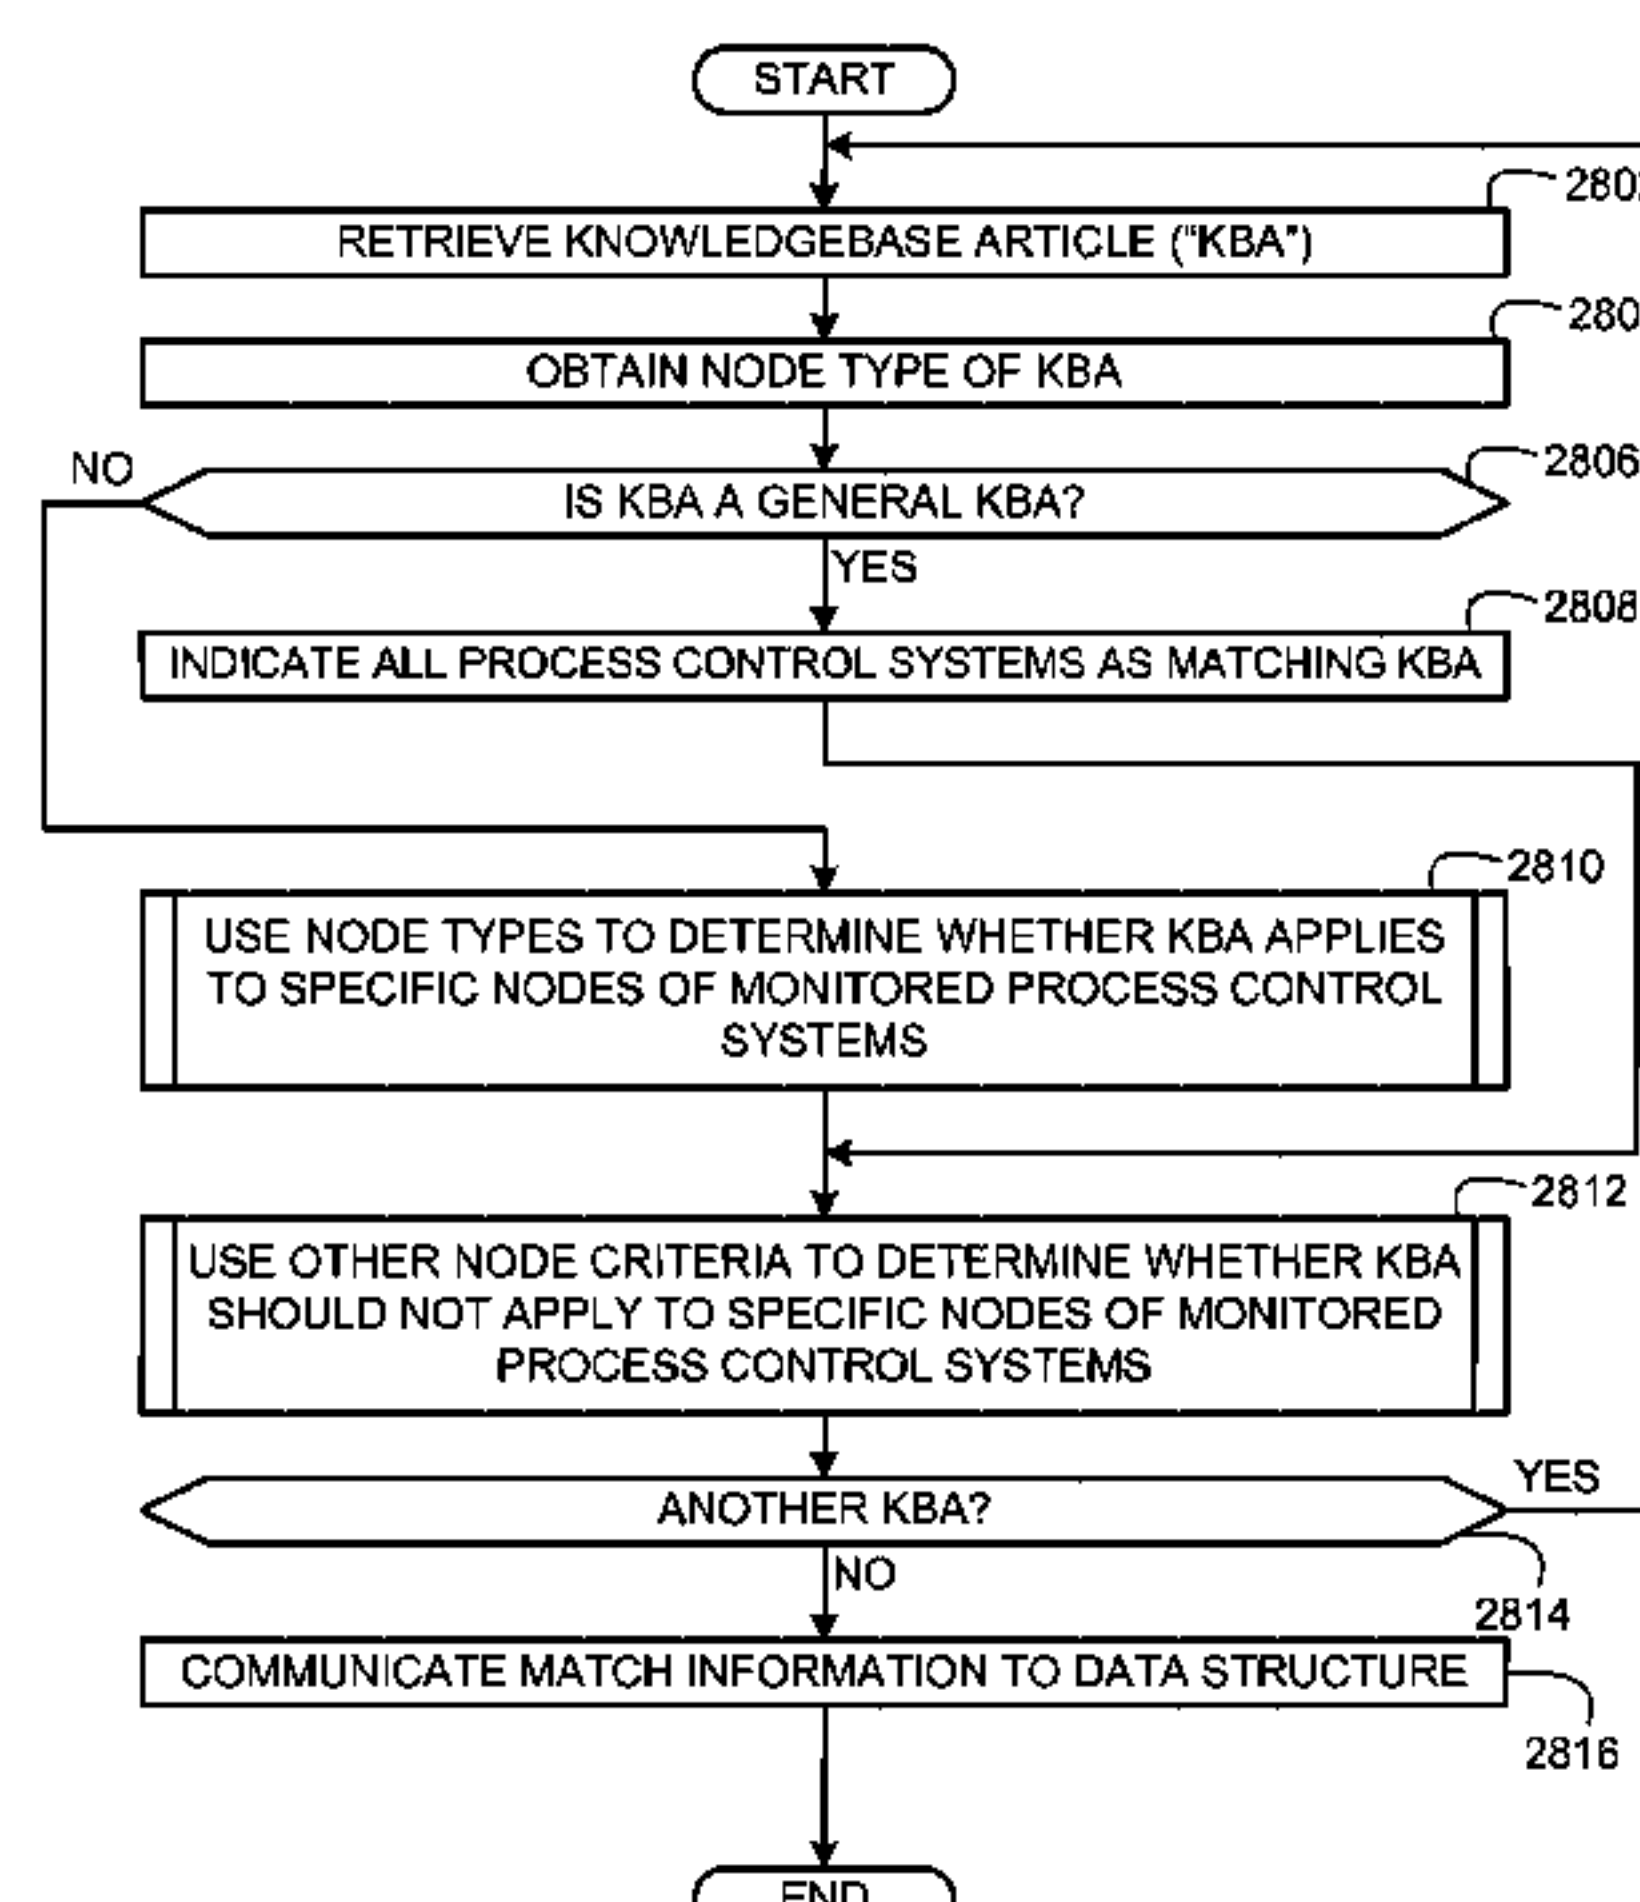 START
2802
RETRIEVE KNOWLEDGEBASE ARTICLE ("KBA")
280
OBTAIN NODE TYPE OF KBA
NO
2806
IS KBA A GENERAL KBA?
YES
2808
INDICATE ALL PROCESS CONTROL SYSTEMS AS MATCHING KBA
2810
USE NODE TYPES TO DETERMINE WHETHER KBA APPLIES
TO SPECIFIC NODES OF MONITORED PROCESS CONTROL
SYSTEMS
2812
USE OTHER NODE CRITERIA TO DETERMINE WHETHER KBA
SHOULD NOT APPLY TO SPECIFIC NODES OF MONITORED
PROCESS CONTROL SYSTEMS
YES
ANOTHER KBA?
NO
2814
COMMUNICATE MATCH INFORMATION TO DATA STRUCTURE
2816
END